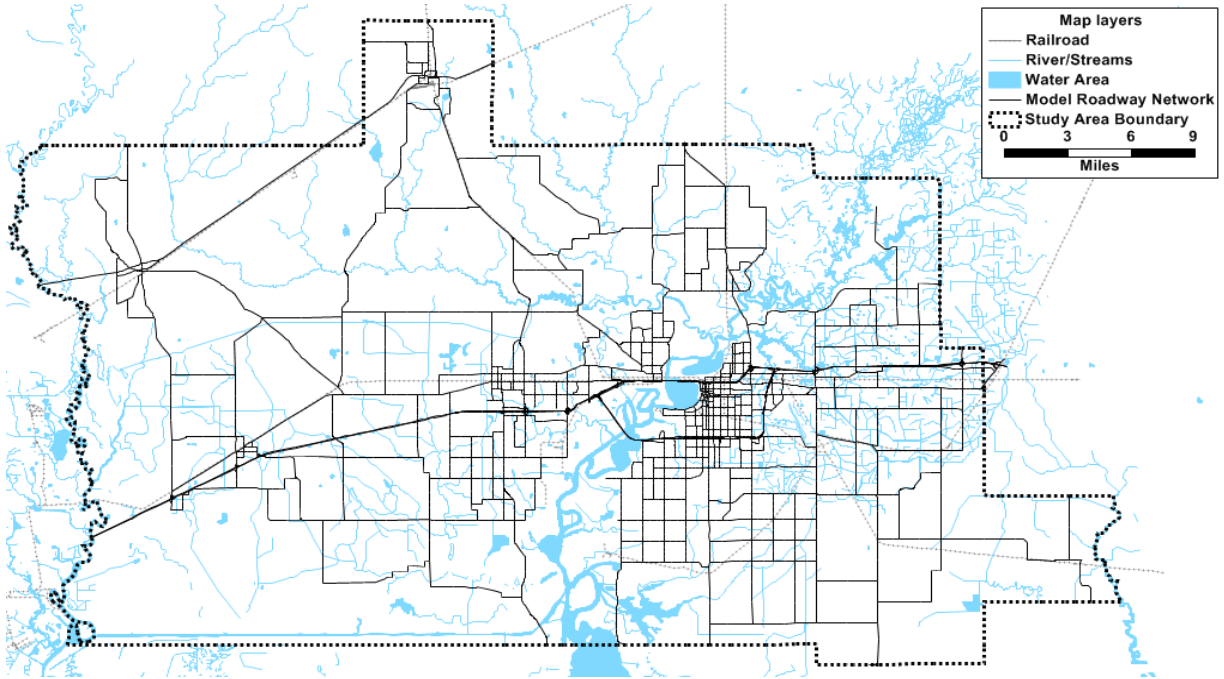 Map layers
Railroad
River/Streams
Water Area
Model Roadway Network
Study Area Boundary
0 3 6 9
Miles